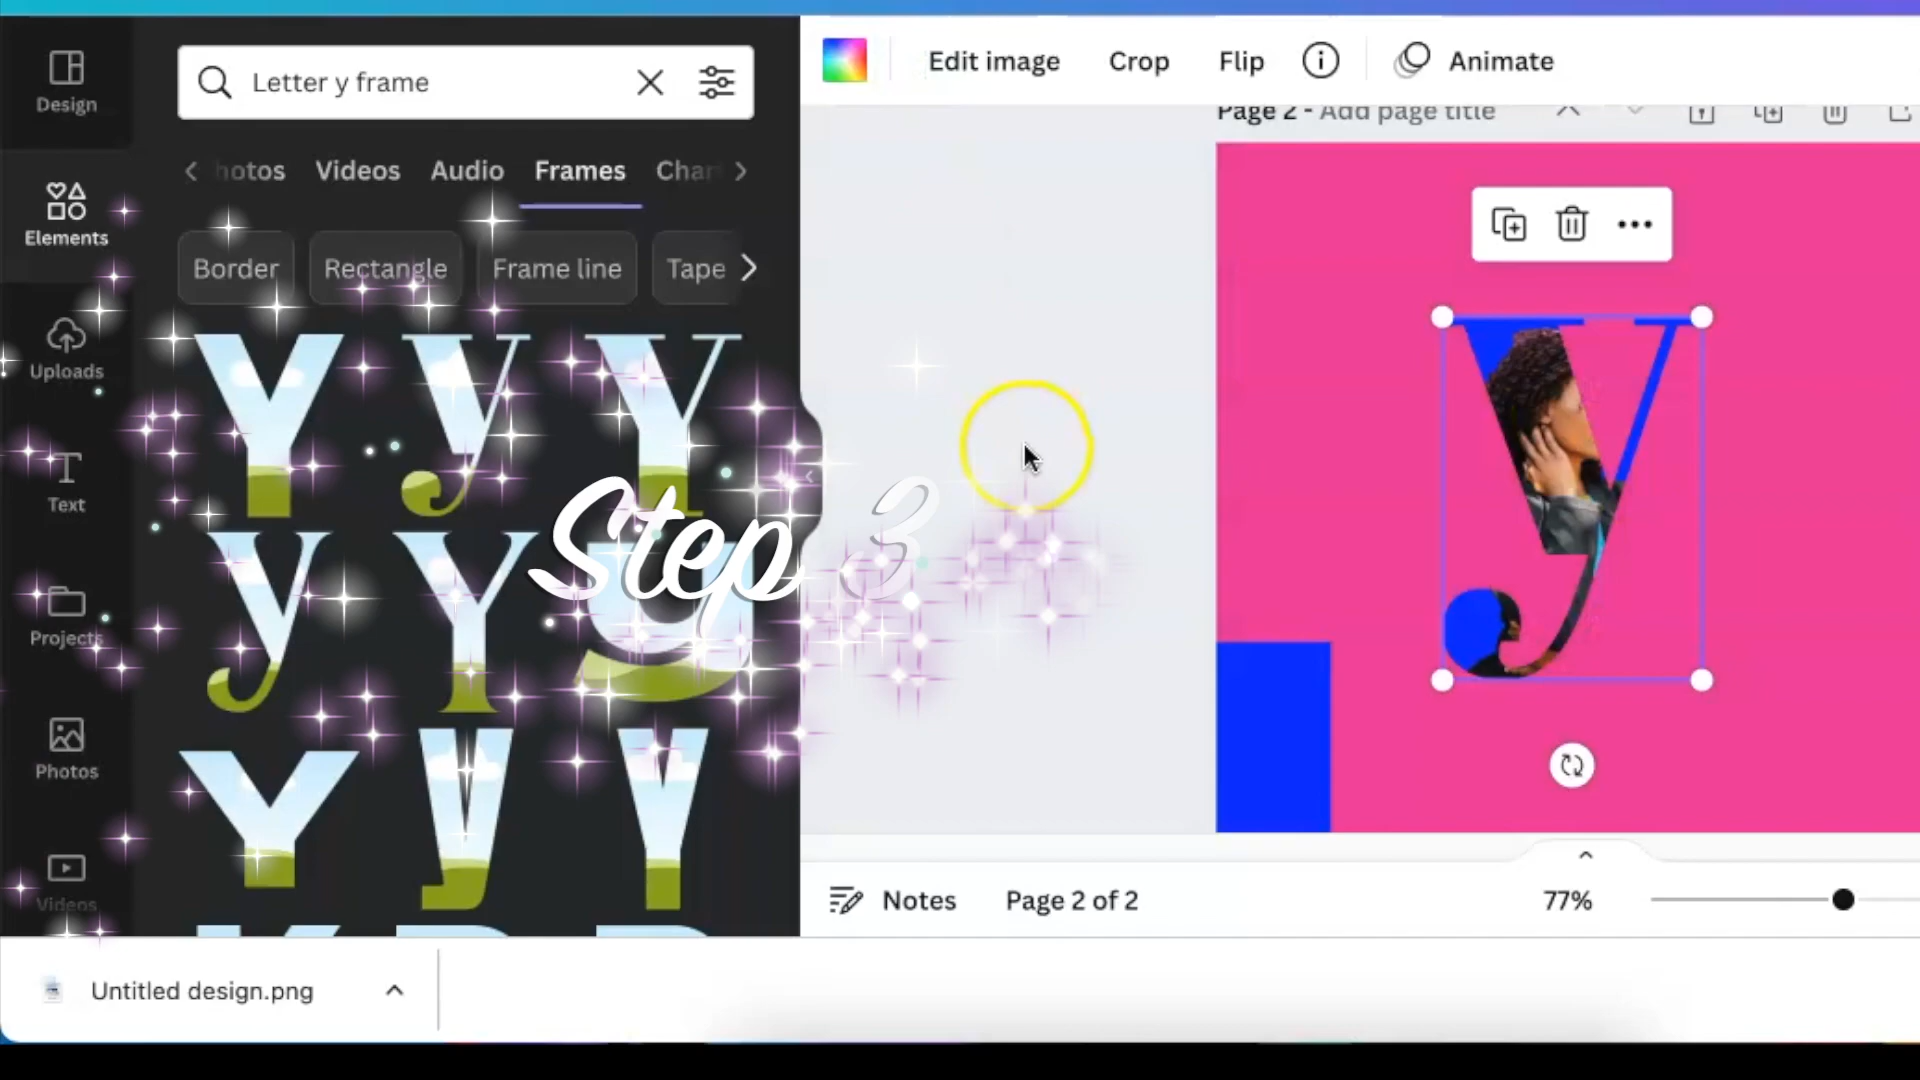 Design
Letter y frame
Edit image
Crop
Flip
Animate
Page 2 - Add page title
hotos
Videos
Audio
Frames
Char
Elements
Border
Rectangle
Frame line
Tape
Uploads
Text
Step 3
Projects
Photos
Videos
Notes
Page 2 of 2
77%
Untitled design.png